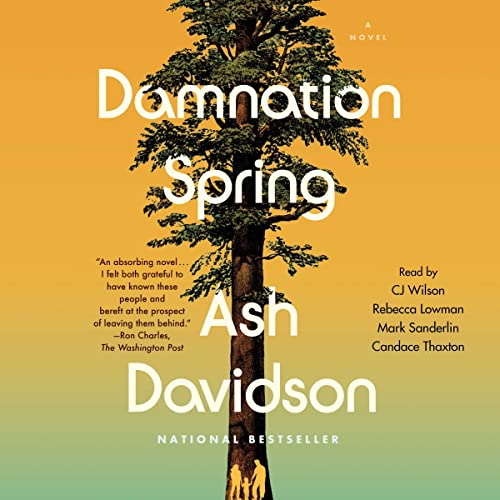 A
NOVEL
Damnation
Spring
Ash
Davidson
“An absorbing novel...
I felt both grateful to
have known these
people and
bereft at the prospect
of leaving them behind.”
—Ron Charles,
The Washington Post
Read by
CJ Wilson
Rebecca Lowman
Mark Sanderlin
Candace Thaxton
NATIONAL BESTSELLER